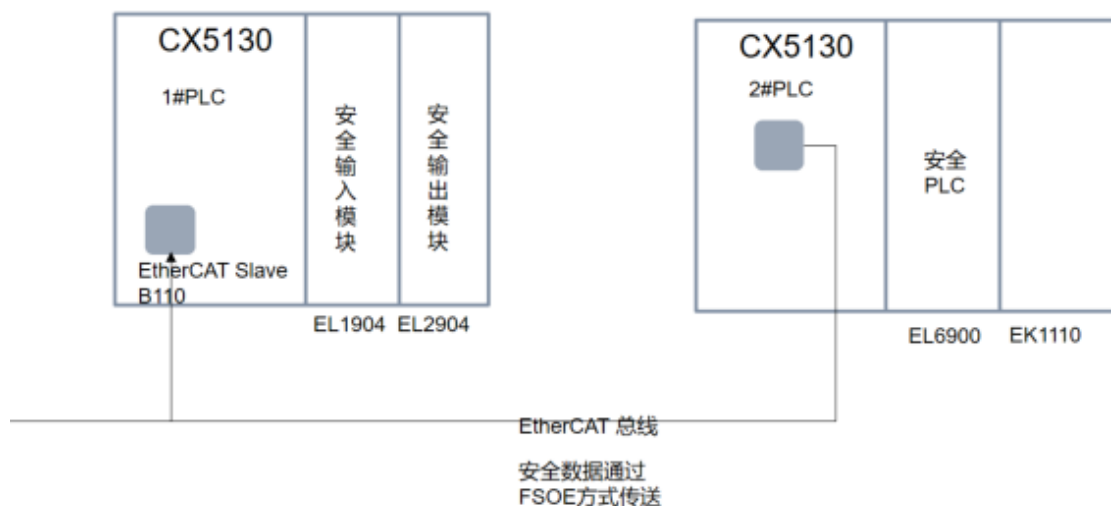 CX5130
1#PLC
安全输入模块
安全输出模块
EtherCAT Slave
B110
EL1904
EL2904
CX5130
2#PLC
安全
PLC
EL6900
EK1110
EtherCAT 总线
安全数据通过
FSOE方式传送